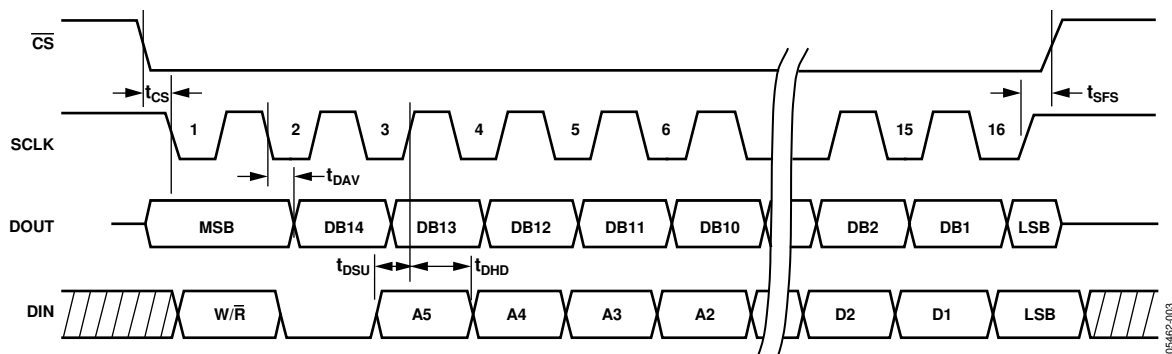 CS
tCS
tSFS
SCLK
1 2 3 4 5 6 15 16
tDAV
DOUT
MSB DB14 DB13 DB12 DB11 DB10 DB2 DB1 LSB
tDSU tDHD
DIN
W/R A5 A4 A3 A2 D2 D1 LSB
05462-003